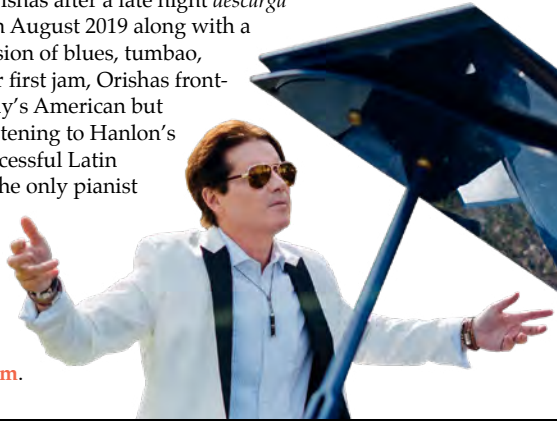 rishas after a late night descarga
August 2019 along with a
sion of blues, tumbao,
r first jam, Orishas front-
y's American but
tening to Hanlon's
cessful Latin
he only pianist
m.